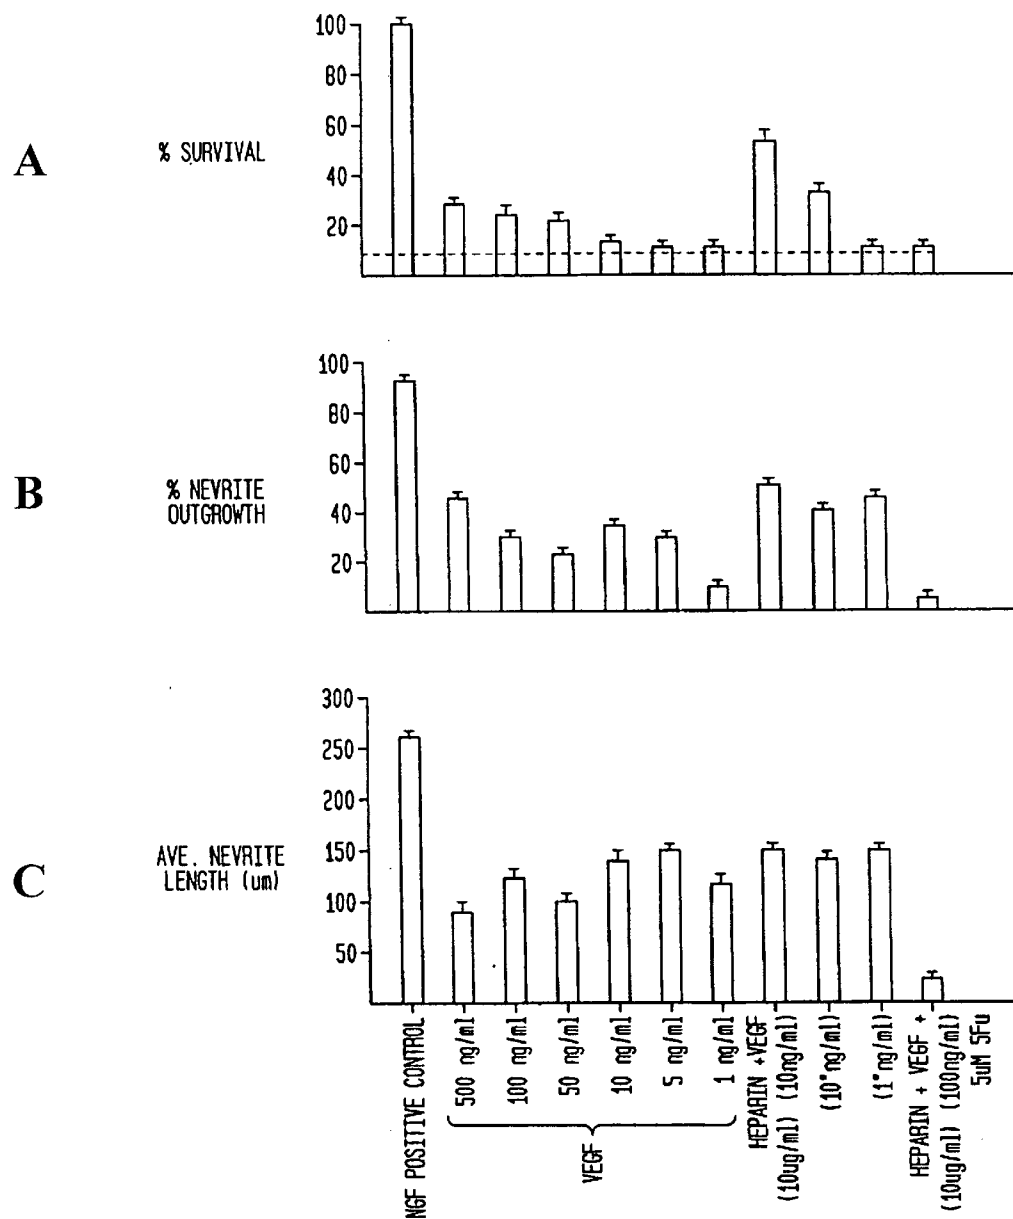 A
% SURVIVAL
100
80
60
40
20
B
% NEVRITE
OUTGROWTH
100
80
60
40
20
C
AVE. NEVRITE
LENGTH (um)
300
250
200
150
100
50
NGF POSITIVE CONTROL
500 ng/ml
100 ng/ml
50 ng/ml
10 ng/ml
5 ng/ml
1 ng/ml
VEGF
HEPARIN +VEGF
(10ug/ml) (10ng/ml)
(10"ng/ml)
(1"ng/ml)
HEPARIN + VEGF +
(10ug/ml) (100ng/ml)
5uM 5Fu